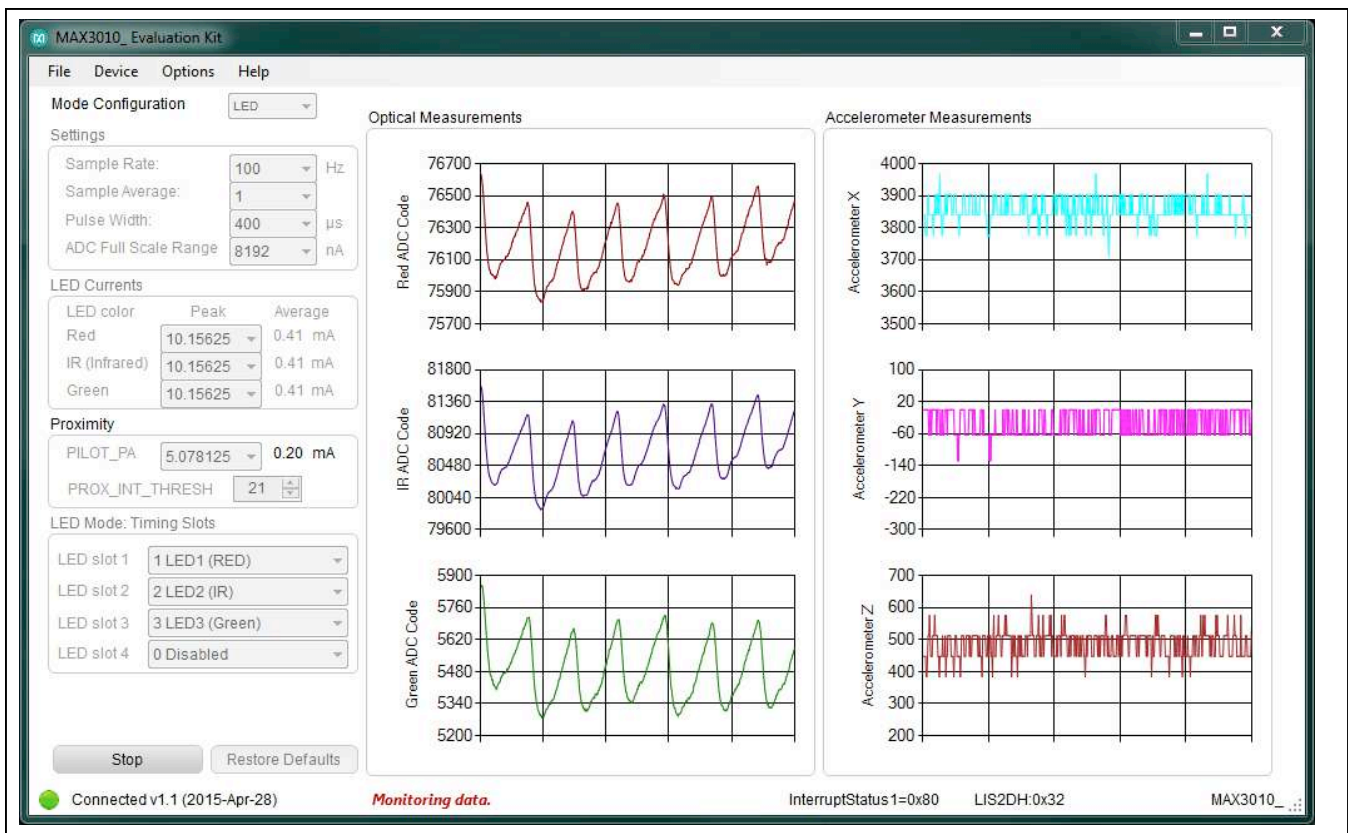 MAX3010_ Evaluation Kit
File Device Options Help
Mode Configuration LED
Settings
Sample Rate: 100 Hz
Sample Average: 1
Pulse Width: 400 µs
ADC Full Scale Range 8192 nA
LED Currents
LED color Peak Average
Red 10.15625 0.41 mA
IR (Infrared) 10.15625 0.41 mA
Green 10.15625 0.41 mA
Proximity
PILOT_PA 5.078125 0.20 mA
PROX_INT_THRESH 21
LED Mode: Timing Slots
LED slot 1 1 LED1 (RED)
LED slot 2 2 LED2 (IR)
LED slot 3 3 LED3 (Green)
LED slot 4 0 Disabled
Stop Restore Defaults
Optical Measurements
Red ADC Code
76700
76500
76300
76100
75900
75700
IR ADC Code
81800
81360
80920
80480
80040
79600
Green ADC Code
5900
5760
5620
5480
5340
5200
Accelerometer Measurements
Accelerometer X
4000
3900
3800
3700
3600
3500
Accelerometer Y
100
20
-60
-140
-220
-300
Accelerometer Z
700
600
500
400
300
200
Connected v1.1 (2015-Apr-28) Monitoring data. InterruptStatus1=0x80 LIS2DH:0x32 MAX3010_